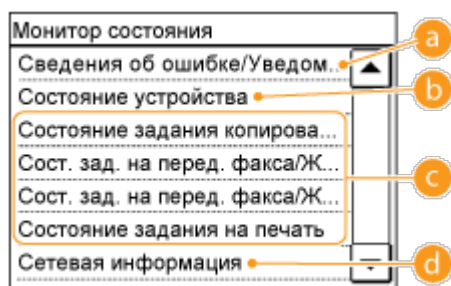 Монитор состояния
Сведения об ошибке/Уведом..
a
Состояние устройства
b
Состояние задания копирова...
Сост. зад. на перед. факса/Ж...
Сост. зад. на перед. факса/Ж...
c
Состояние задания на печать
Сетевая информация
d